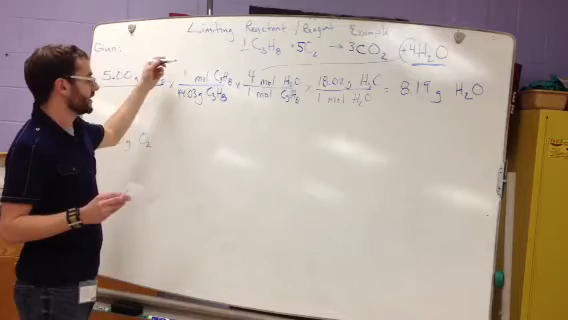 Limiting Reactant / Reagent Example
Given: 1 C₃H₈ + 5O₂ → 3CO₂ + 4H₂O
5.00 g × 1 mol C₃H₈ / 44.03 g C₃H₈ × 4 mol H₂O / 1 mol C₃H₈ × 18.02 g H₂O / 1 mol H₂O = 8.19 g H₂O
g O₂